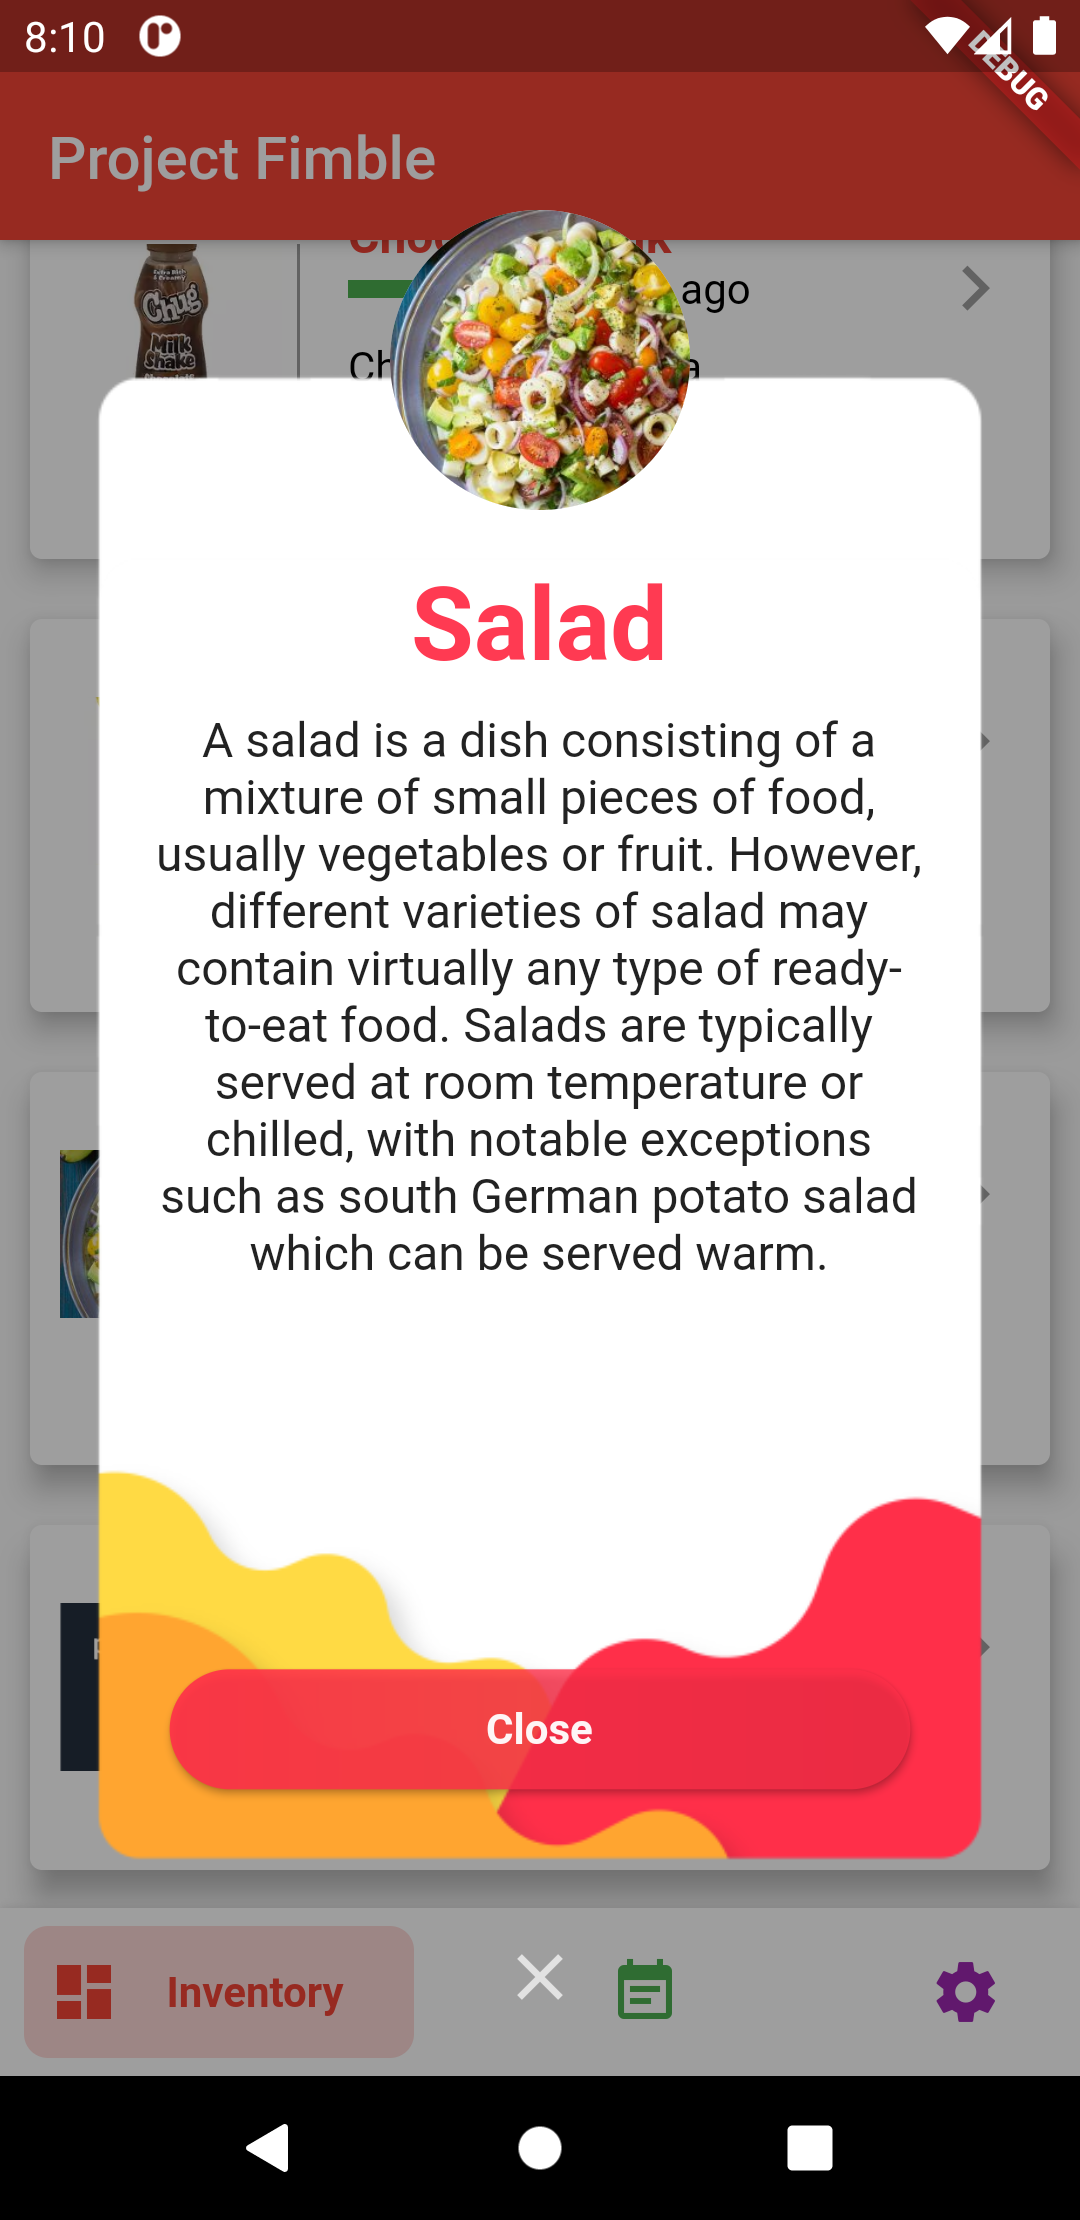 8:10
DEBUG
Project Fimble
ago
Extra Rich
& Creamy
Chug
Milk
Shake
Salad
A salad is a dish consisting of a
mixture of small pieces of food,
usually vegetables or fruit. However,
different varieties of salad may
contain virtually any type of ready-
to-eat food. Salads are typically
served at room temperature or
chilled, with notable exceptions
such as south German potato salad
which can be served warm.
Close
Inventory